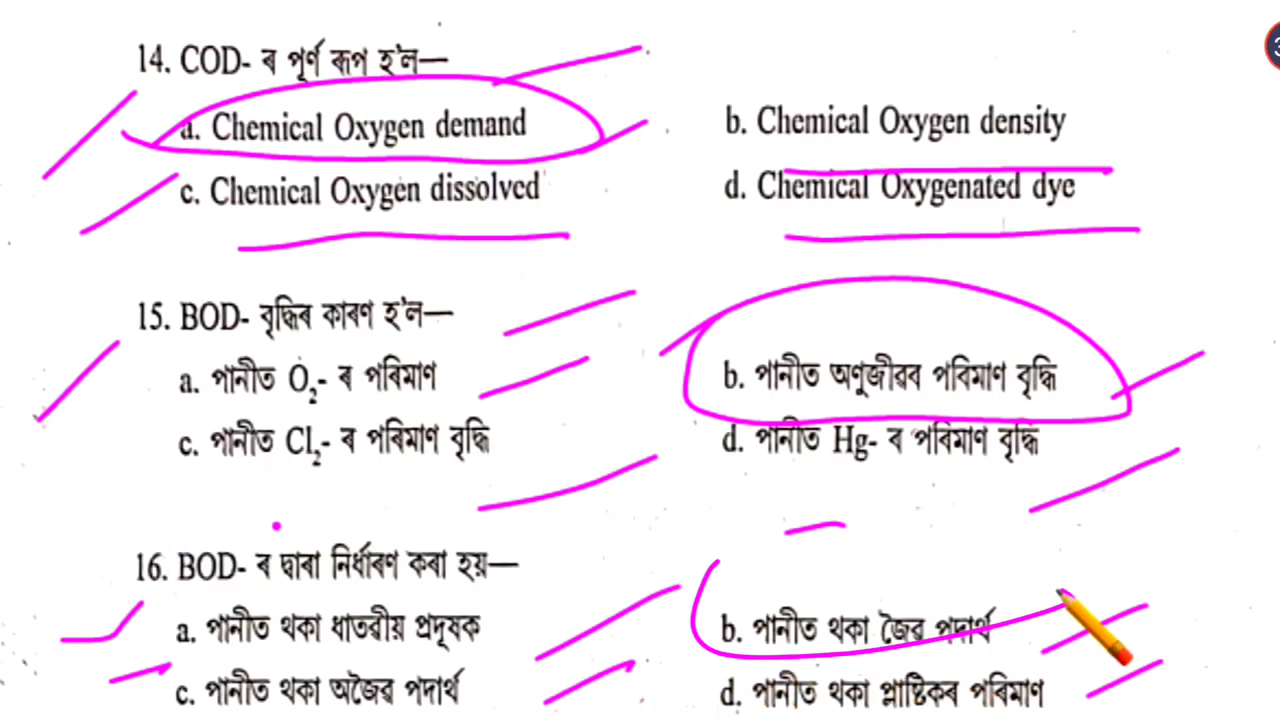 14. COD- ৰ পূৰ্ণ ৰূপ হ'ল—
a. Chemical Oxygen demand b. Chemical Oxygen density
c. Chemical Oxygen dissolved d. Chemical Oxygenated dye
15. BOD- বৃদ্ধিৰ কাৰণ হ'ল—
a. পানীত O₂- ৰ পৰিমাণ b. পানীত অণুজীৱৰ পৰিমাণ বৃদ্ধি
c. পানীত Cl₂- ৰ পৰিমাণ বৃদ্ধি d. পানীত Hg- ৰ পৰিমাণ বৃদ্ধি
16. BOD- ৰ দ্বাৰা নিৰ্ধাৰণ কৰা হয়—
a. পানীত থকা ধাতৱীয় প্ৰদূষক b. পানীত থকা জৈৱ পদাৰ্থ
c. পানীত থকা অজৈৱ পদাৰ্থ d. পানীত থকা প্লাষ্টিকৰ পৰিমাণ